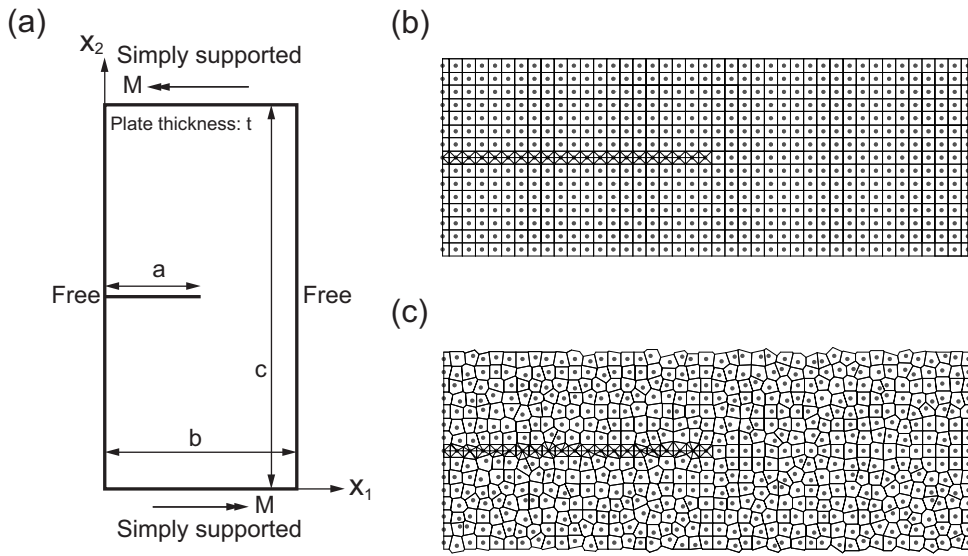 (a)
x2
Simply supported
M
Plate thickness: t
a
Free
Free
c
b
x1
M
Simply supported
(b)
(c)